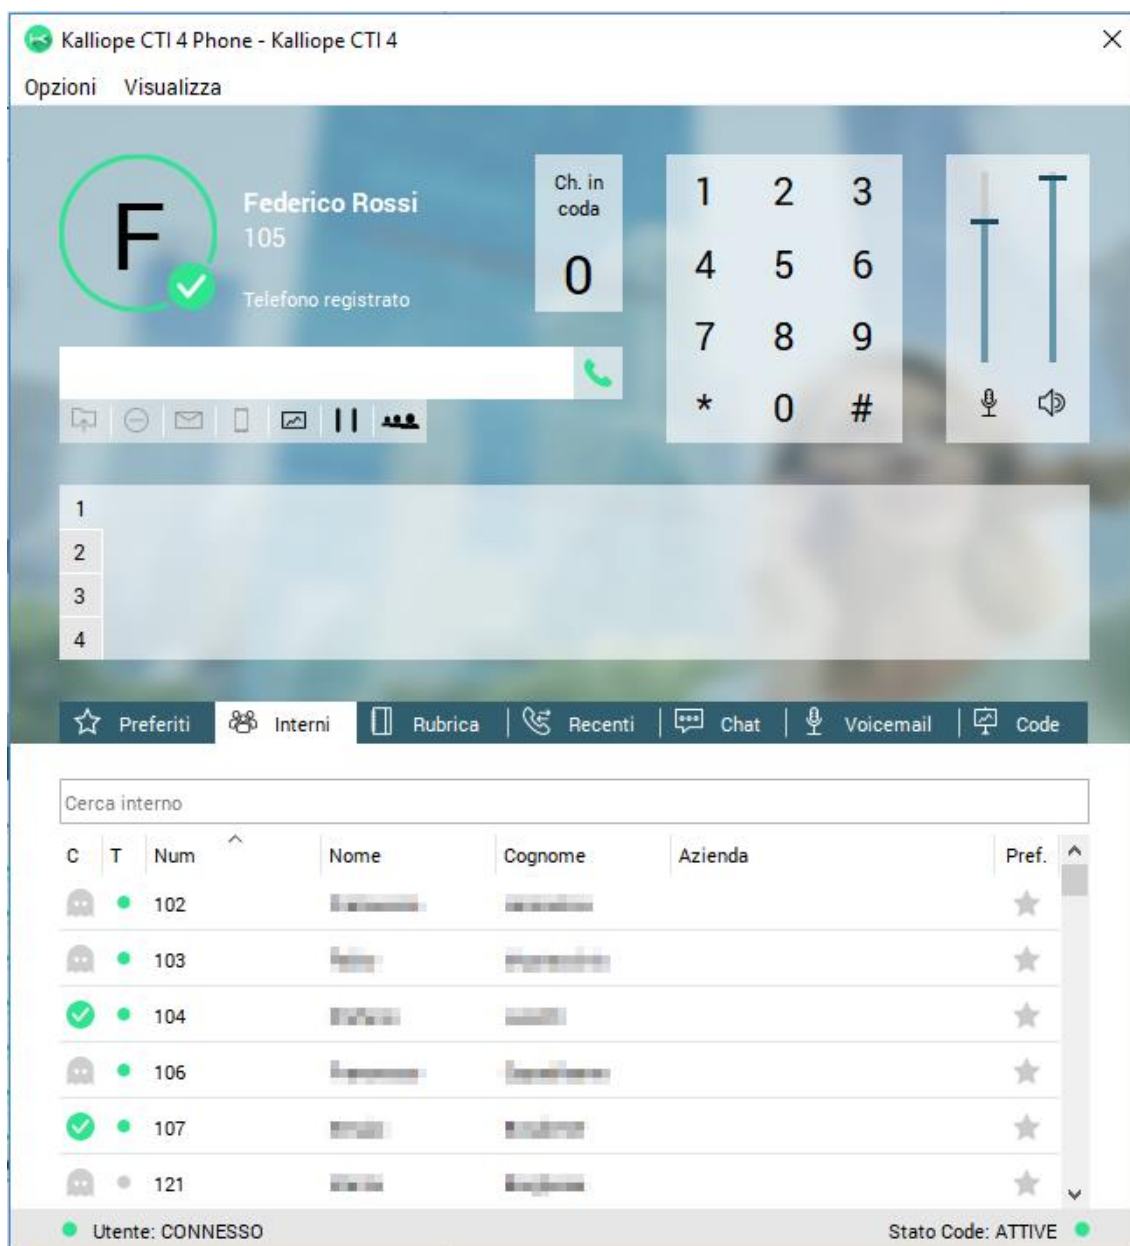 Kalliope CTI 4 Phone - Kalliope CTI 4
Opzioni Visualizza
F
Federico Rossi
105
Telefono registrato
Ch. in
coda
0
1 2 3
4 5 6
7 8 9
* 0 #
1
2
3
4
Preferiti Interni Rubrica Recenti Chat Voicemail Code
Cerca interno
C T Num Nome Cognome Azienda Pref.
102
103
104
106
107
121
Utente: CONNESSO Stato Code: ATTIVE